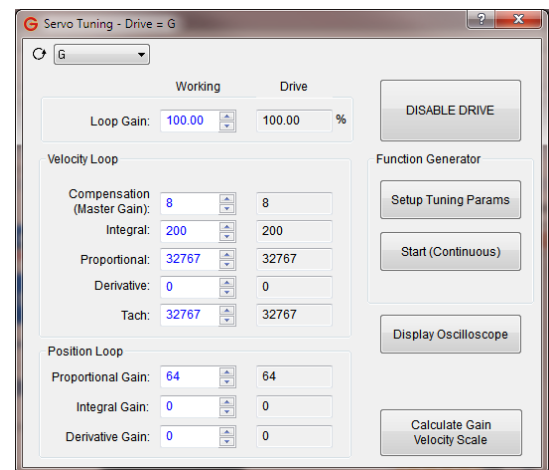 G Servo Tuning - Drive = G
? X
G
Working Drive
Loop Gain: 100.00 100.00 %
DISABLE DRIVE
Velocity Loop
Compensation
(Master Gain): 8 8
Integral: 200 200
Proportional: 32767 32767
Derivative: 0 0
Tach: 32767 32767
Function Generator
Setup Tuning Params
Start (Continuous)
Display Oscilloscope
Position Loop
Proportional Gain: 64 64
Integral Gain: 0 0
Derivative Gain: 0 0
Calculate Gain
Velocity Scale